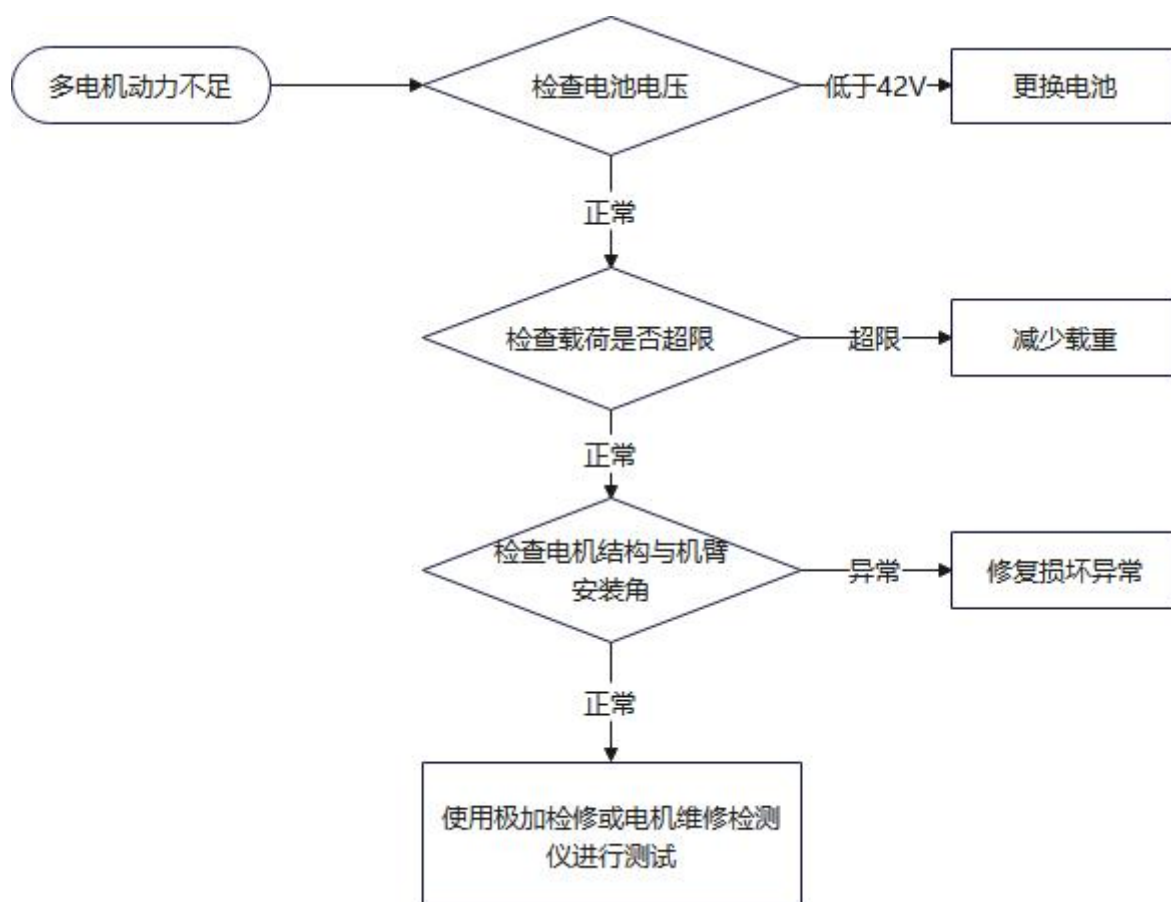 多电机动力不足
检查电池电压
低于42V
更换电池
正常
检查载荷是否超限
超限
减少载重
正常
检查电机结构与机臂
安装角
异常
修复损坏异常
正常
使用极加检修或电机维修检测
仪进行测试